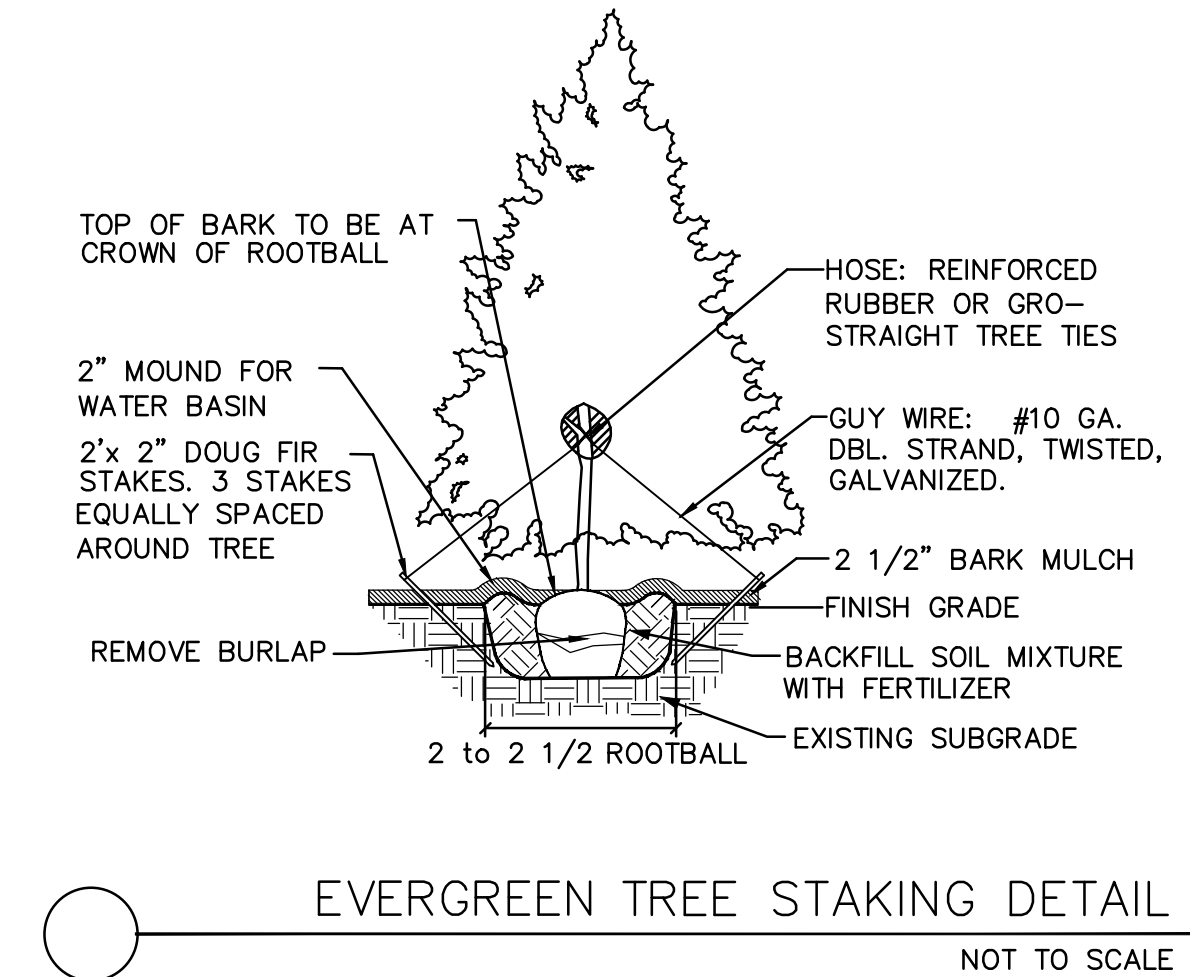 TOP OF BARK TO BE AT
CROWN OF ROOTBALL
2” MOUND FOR
WATER BASIN
2’x 2” DOUG FIR
STAKES. 3 STAKES
EQUALLY SPACED
AROUND TREE
REMOVE BURLAP
HOSE: REINFORCED
RUBBER OR GRO–
STRAIGHT TREE TIES
GUY WIRE: #10 GA.
DBL. STRAND, TWISTED,
GALVANIZED.
2 1/2” BARK MULCH
FINISH GRADE
BACKFILL SOIL MIXTURE
WITH FERTILIZER
EXISTING SUBGRADE
2 to 2 1/2 ROOTBALL
EVERGREEN TREE STAKING DETAIL
NOT TO SCALE